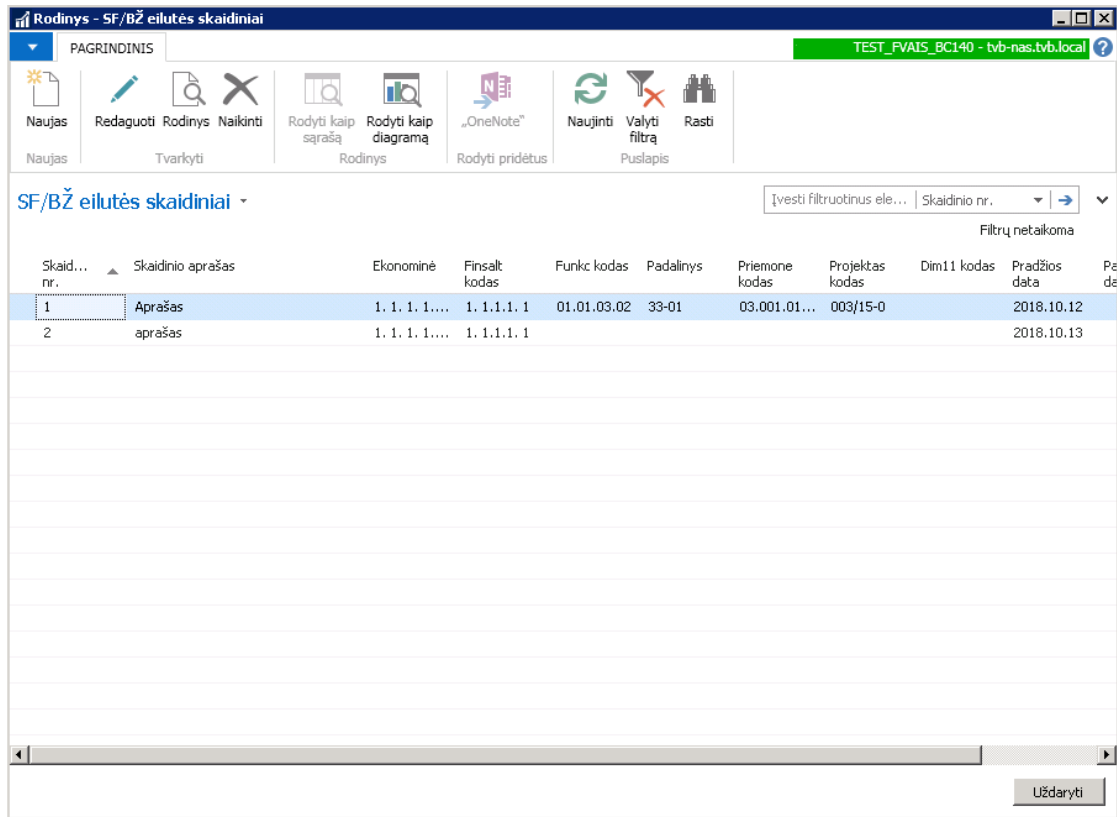 Rodinys - SF/BŽ eilutės skaidiniai
PAGRINDINIS
TEST_FVAIS_BC140 - tvb-nas.tvb.local
Naujas
Redaguoti Rodinys Naikinti
Rodyti kaip sąrašą
Rodyti kaip diagramą
„OneNote“
Naujinti
Valyti filtrą
Rasti
Naujas Tvarkyti Rodinys Rodyti pridėtus Puslapis
SF/BŽ eilutės skaidiniai
Įvesti filtruotinus ele... Skaidinio nr.
Filtrų netaikoma
Skaid... nr. Skaidinio aprašas Ekonominė Finsalt kodas Funkc kodas Padalinys Priemone kodas Projektas kodas Dim11 kodas Pradžios data Pa da
1 Aprašas 1. 1. 1. 1.... 1. 1.1.1. 1 01.01.03.02 33-01 03.001.01... 003/15-0 2018.10.12
2 aprašas 1. 1. 1. 1.... 1. 1.1.1. 1 2018.10.13
Uždaryti